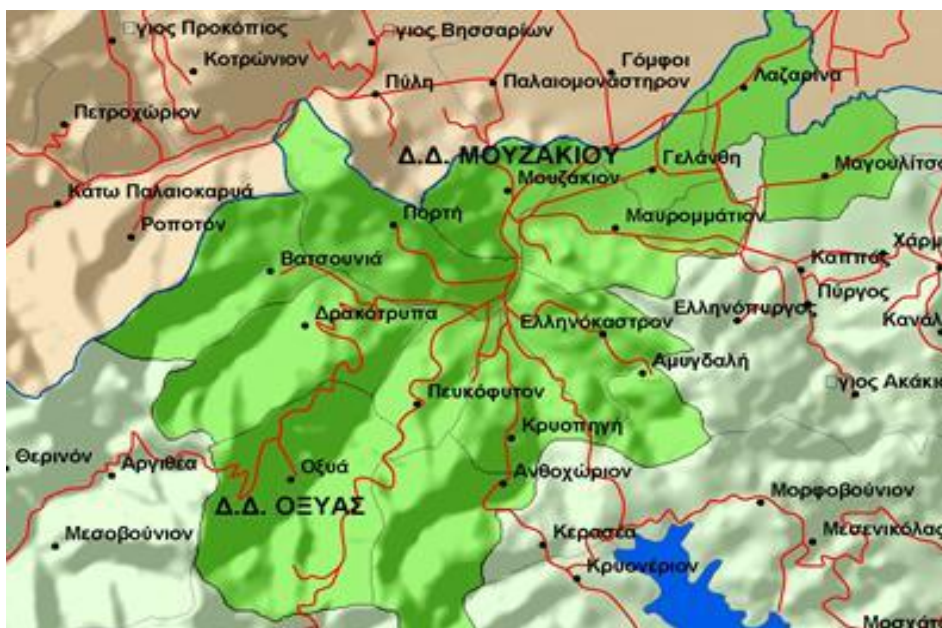 □γιος Προκόπιος
□γιος Βησσαρίων
Κοτρώνιον
Γόμφοι
Πύλη
Παλαιομονάστηρον
Λαζαρίνα
Πετροχώριον
Δ.Δ. ΜΟΥΖΑΚΙΟΥ
Γελάνθη
Μαγουλίτσα
Κάτω Παλαιοκαρυά
Μουζάκιον
Ροποτόν
Πορτή
Μαυρομμάτιον
Βατσουνιά
Καππάς
Χάρμ
Δρακότρυπα
Ελληνόκαστρον
Ελληνόπυργος
Πύργος
Κανάλ
Αμυγδαλή
□γιος Ακάκιο
Πευκόφυτον
Κρυοπηγή
Θερινόν
Αργιθέα
Οξυά
Ανθοχώριον
Δ.Δ. ΟΞΥΑΣ
Μορφοβούνιον
Μεσοβούνιον
Κερασέα
Μεσενικόλας
Κρυονέριον
Μοσχάτ